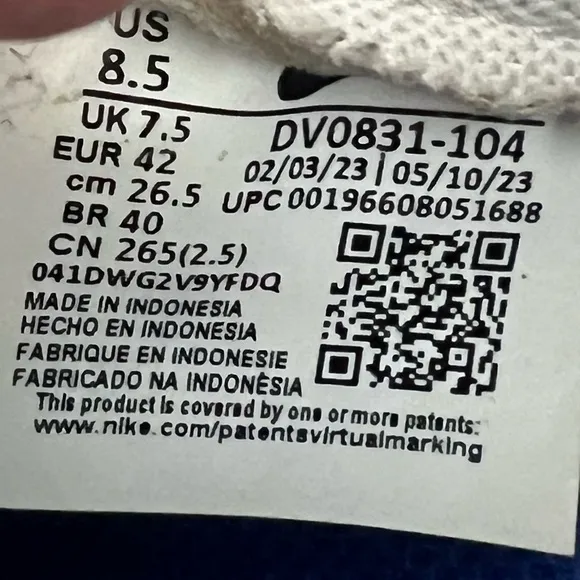 US
8.5
UK 7.5
EUR 42
cm 26.5
BR 40
CN 265(2.5)
DV0831-104
02/03/23 | 05/10/23
UPC 00196608051688
041DWG2V9YFDQ
MADE IN INDONESIA
HECHO EN INDONESIA
FABRIQUE EN INDONESIE
FABRICADO NA INDONÉSIA
This product is covered by one or more patents:
www.nike.com/patentsvirtualmarking